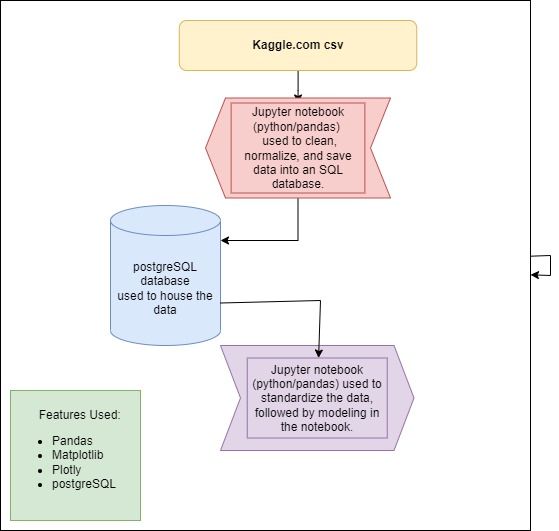 Kaggle.com csv
Jupyter notebook
(python/pandas)
used to clean,
normalize, and save
data into an SQL
database.
postgreSQL
database
used to house the
data
Jupyter notebook
(python/pandas) used to
standardize the data,
followed by modeling in
the notebook.
Features Used:
• Pandas
• Matplotlib
• Plotly
• postgreSQL